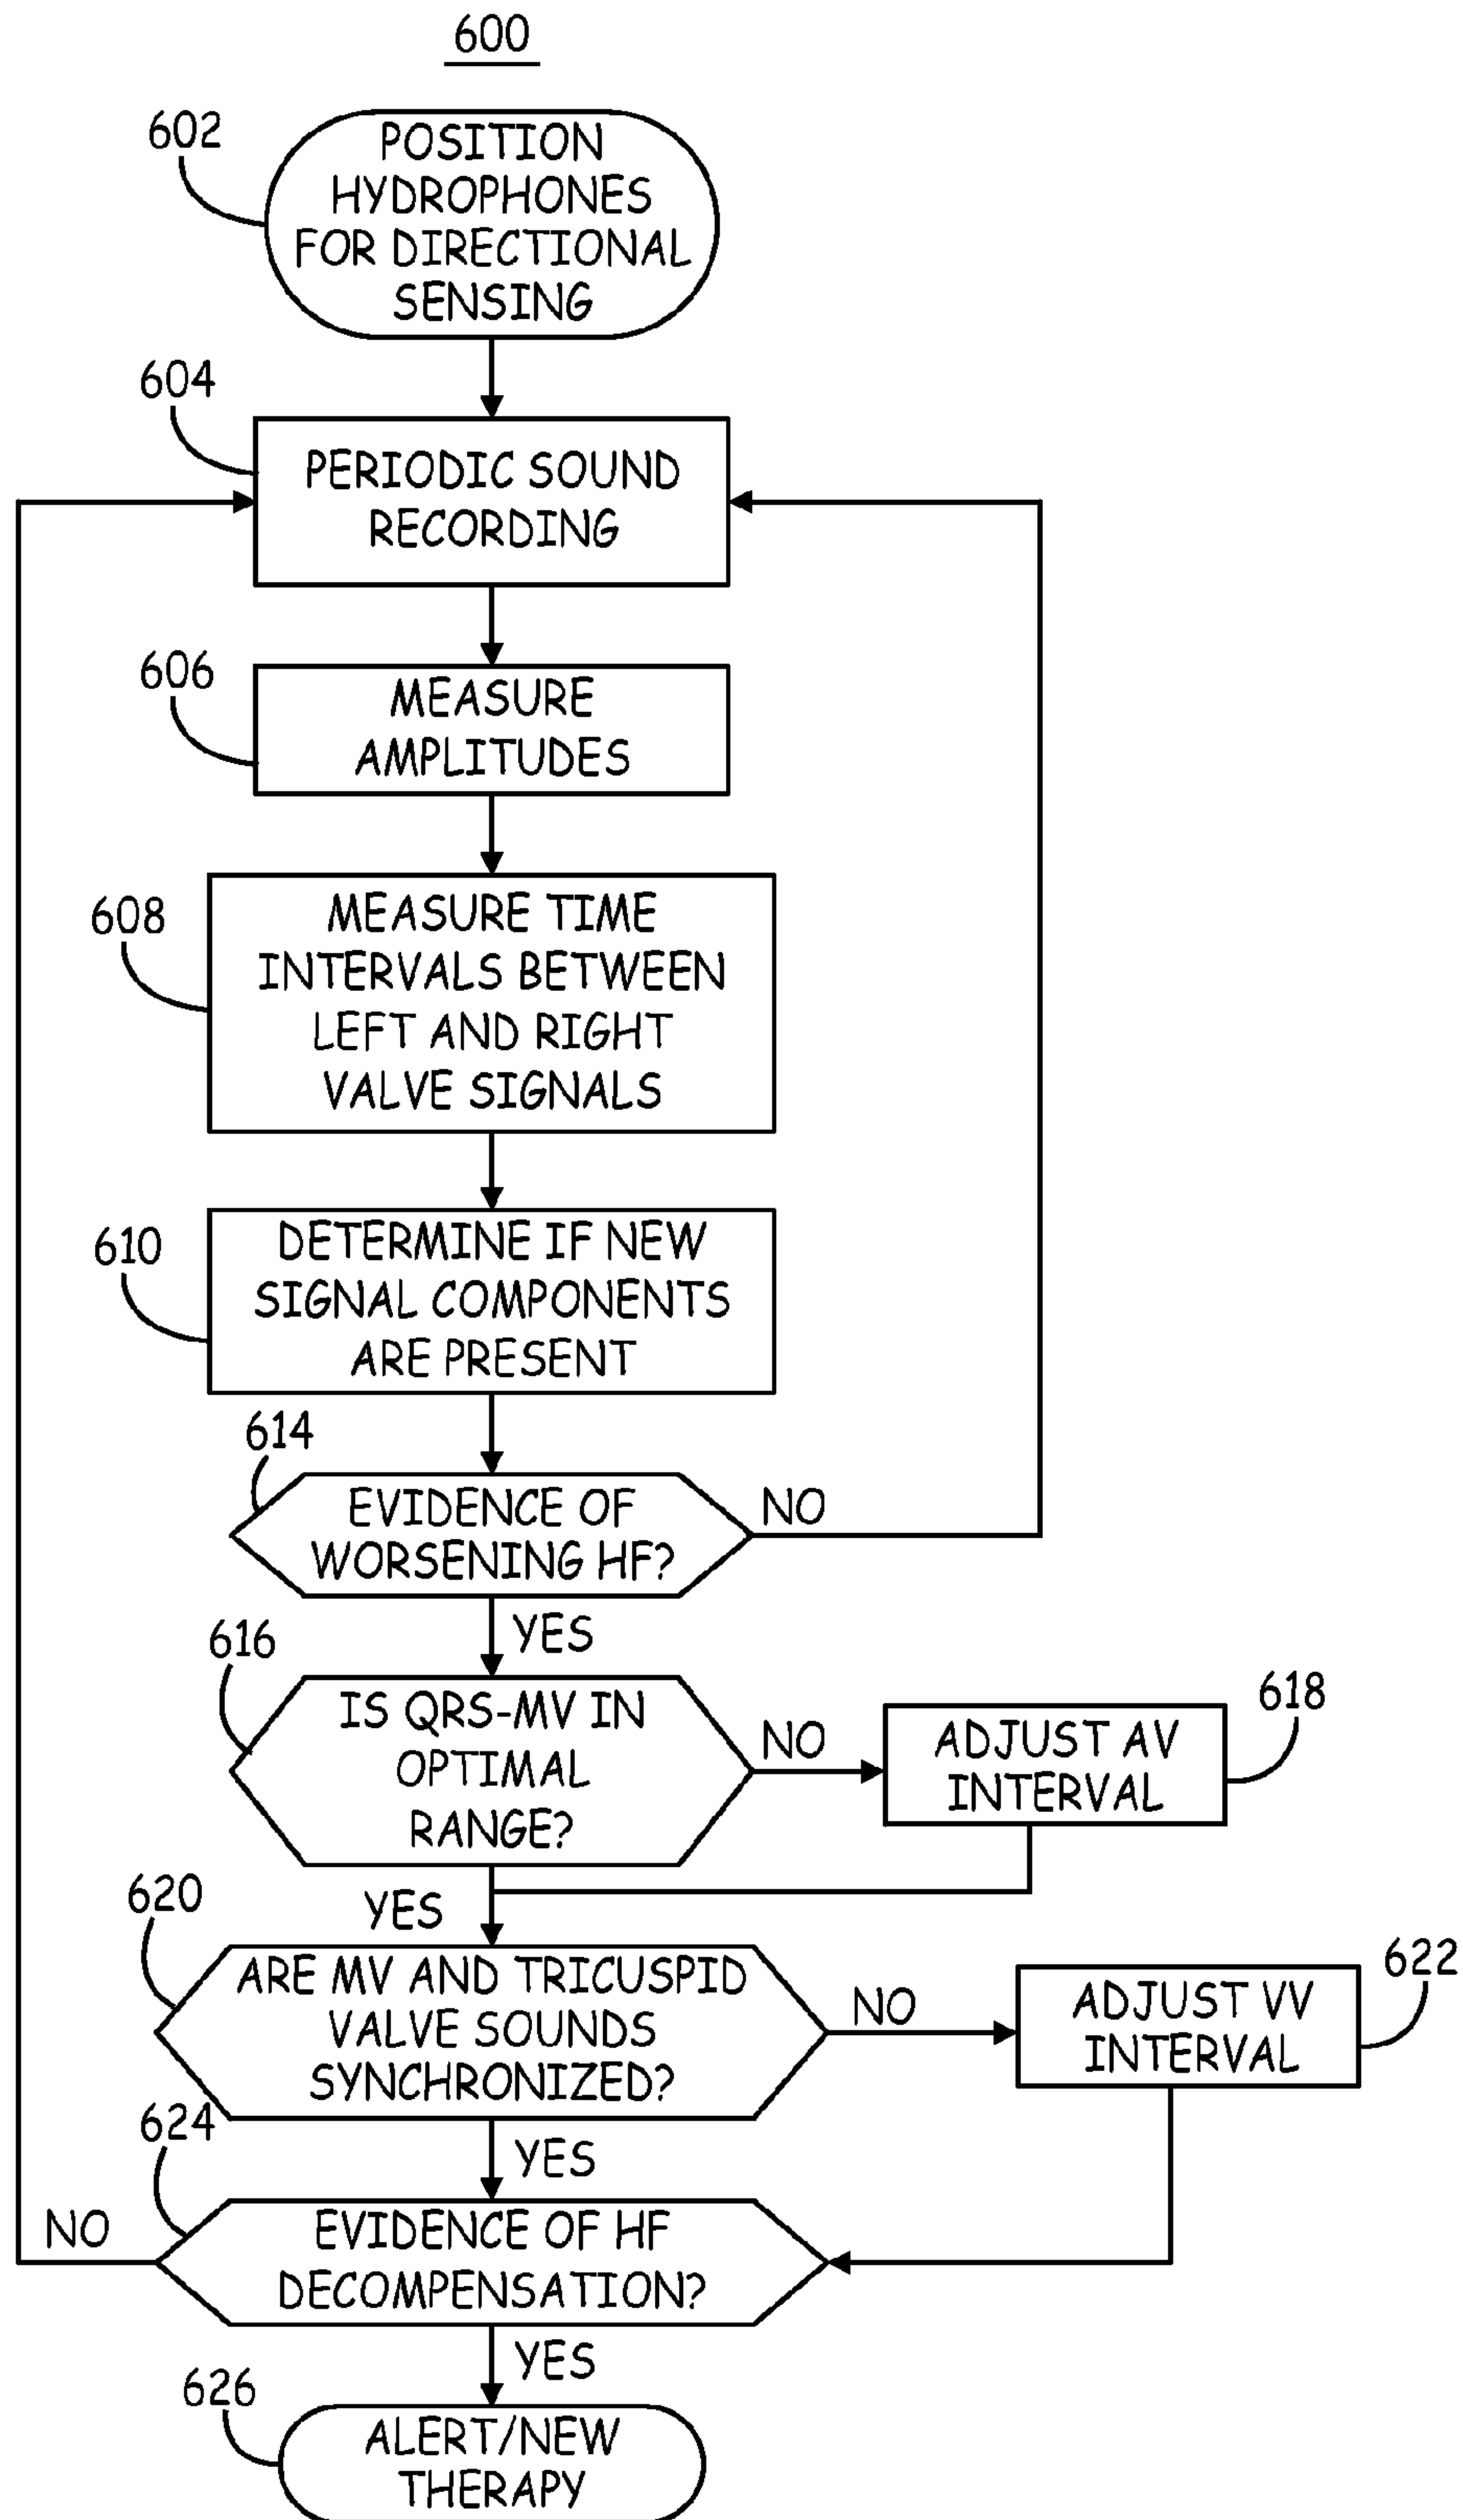 600
602
POSITION
HYDROPHONES
FOR DIRECTIONAL
SENSING
604
PERIODIC SOUND
RECORDING
606
MEASURE
AMPLITUDES
608
MEASURE TIME
INTERVALS BETWEEN
LEFT AND RIGHT
VALVE SIGNALS
610
DETERMINE IF NEW
SIGNAL COMPONENTS
ARE PRESENT
614
EVIDENCE OF
WORSENING HF?
NO
YES
616
IS QRS-MV IN
OPTIMAL
RANGE?
NO
618
ADJUST AV
INTERVAL
YES
620
ARE MV AND TRICUSPID
VALVE SOUNDS
SYNCHRONIZED?
NO
622
ADJUST VV
INTERVAL
YES
624
EVIDENCE OF HF
DECOMPENSATION?
NO
YES
626
ALERT/NEW
THERAPY